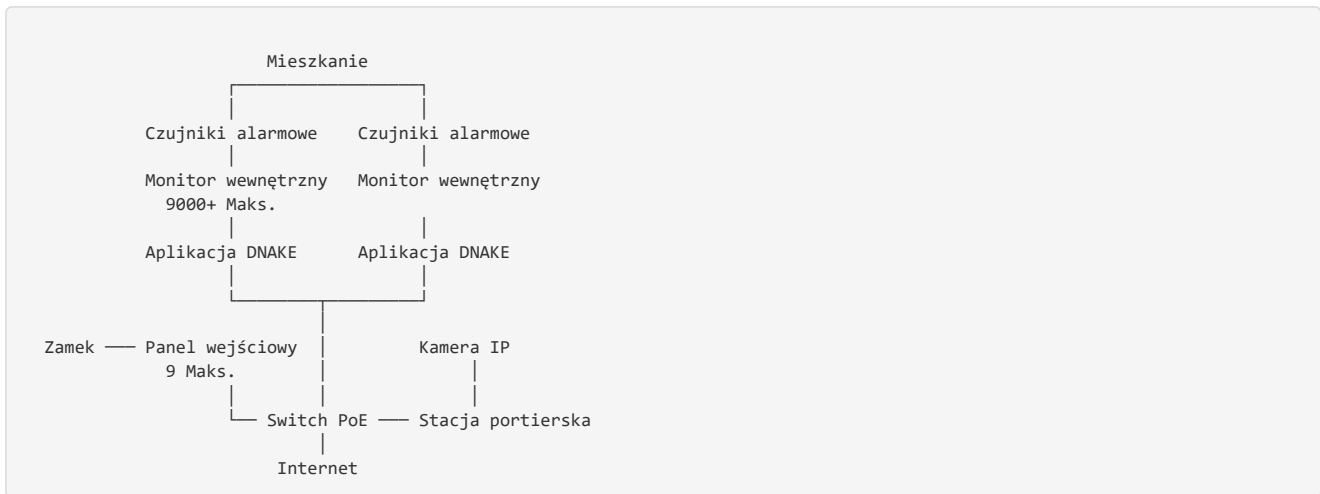 Mieszkanie
Czujniki alarmowe Czujniki alarmowe
Monitor wewnętrzny Monitor wewnętrzny
9000+ Maks.
Aplikacja DNAKE Aplikacja DNAKE
Zamek Panel wejściowy Kamera IP
9 Maks.
Switch PoE Stacja portierska
Internet